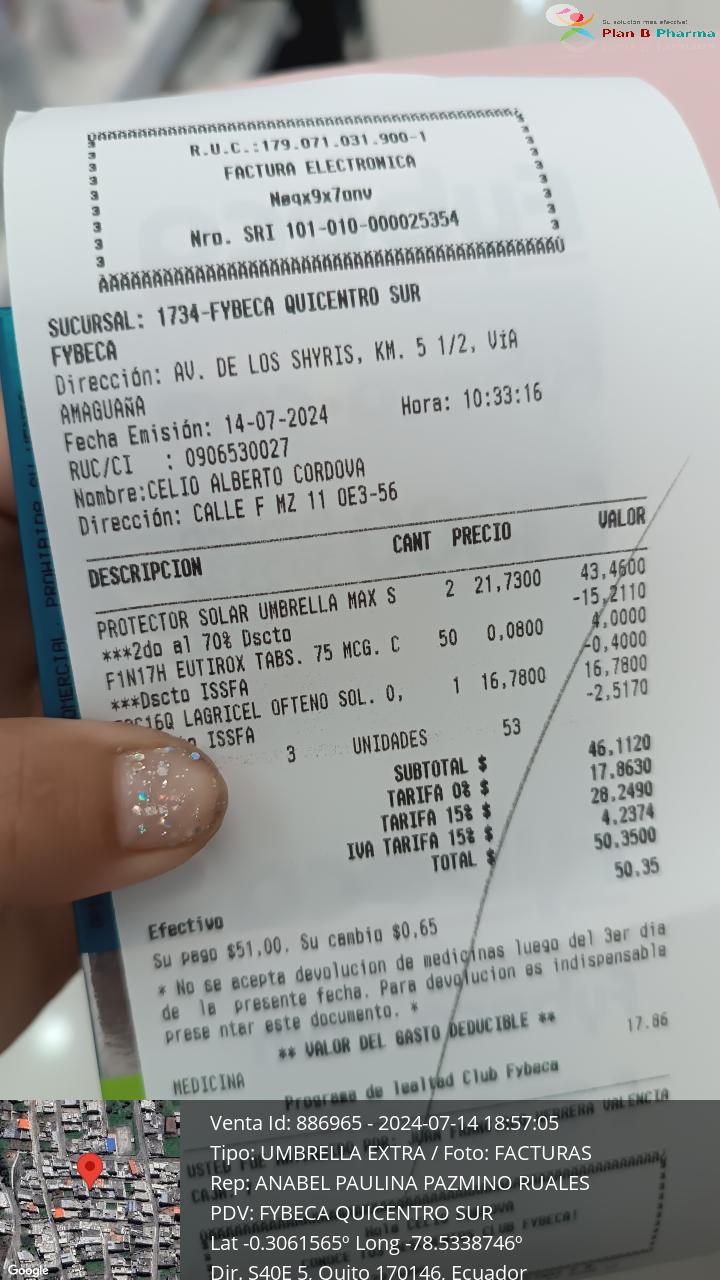 Su solución mas efectiva!
Plan B Pharma
R.U.C.:179.071.031.900-1
FACTURA ELECTRONICA
Neqx9x7anv
Nro. SRI 101-010-000025354
SUCURSAL: 1734-FYBECA QUICENTRO SUR
FYBECA
Dirección: AV. DE LOS SHYRIS, KM. 5 1/2, VíA
AMAGUAñA
Fecha Emisión: 14-07-2024 Hora: 10:33:16
RUC/CI : 0906530027
Nombre:CELIO ALBERTO CORDOVA
Dirección: CALLE F MZ 11 OE3-56
DESCRIPCION CANT PRECIO VALOR
PROTECTOR SOLAR UMBRELLA MAX S 2 21,7300 43,4600
***2do al 70% Dscto -15,2110
F1N17H EUTIROX TABS. 75 MCG. C 50 0,0800 4,0000
***Dscto ISSFA -0,4000
LAGRICEL OFTENO SOL. 0, 1 16,7800 16,7800
ISSFA -2,5170
3 UNIDADES 53
SUBTOTAL $ 46,1120
TARIFA 0% $ 17,8630
TARIFA 15% $ 28,2490
IVA TARIFA 15% $ 4,2374
TOTAL $ 50,3500
50,35
Efectivo
Su pago $51,00. Su cambio $0,65
* No se acepta devolucion de medicinas luego del 3er dia
de la presente fecha. Para devolucion es indispensable
prese ntar este documento. *
** VALOR DEL GASTO DEDUCIBLE **
MEDICINA 17.86
Programa de lealtad Club Fybeca
Venta Id: 886965 - 2024-07-14 18:57:05
Tipo: UMBRELLA EXTRA / Foto: FACTURAS
Rep: ANABEL PAULINA PAZMINO RUALES
PDV: FYBECA QUICENTRO SUR
Lat -0.3061565º Long -78.5338746º
Dir. S40E 5, Quito 170146, Ecuador
Google